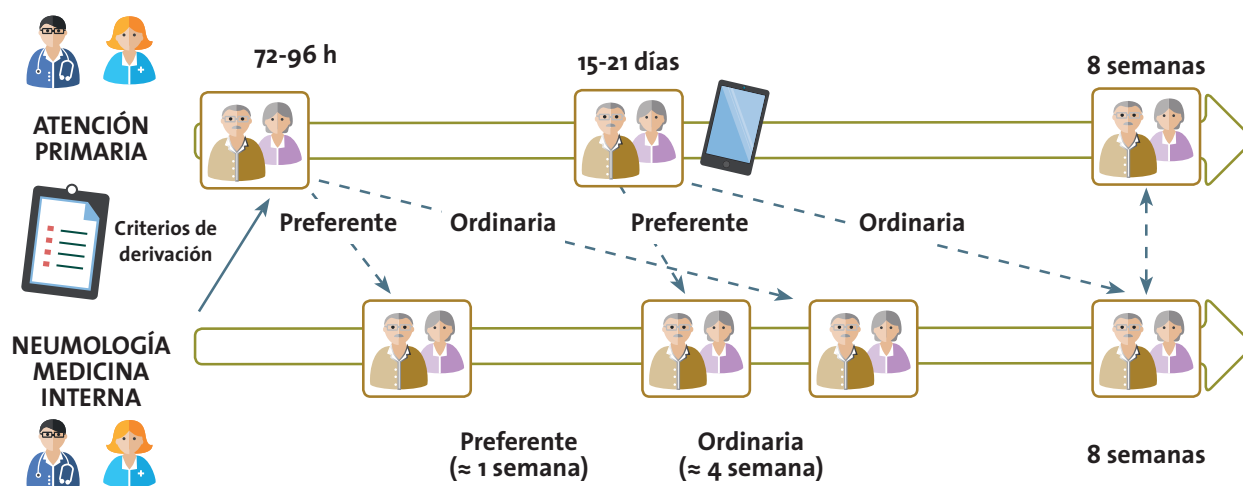 72-96 h
15-21 días
8 semanas
ATENCIÓN
PRIMARIA
Criterios de
derivación
Preferente
Ordinaria
Preferente
Ordinaria
NEUMOLOGÍA
MEDICINA
INTERNA
Preferente
(≈ 1 semana)
Ordinaria
(≈ 4 semana)
8 semanas